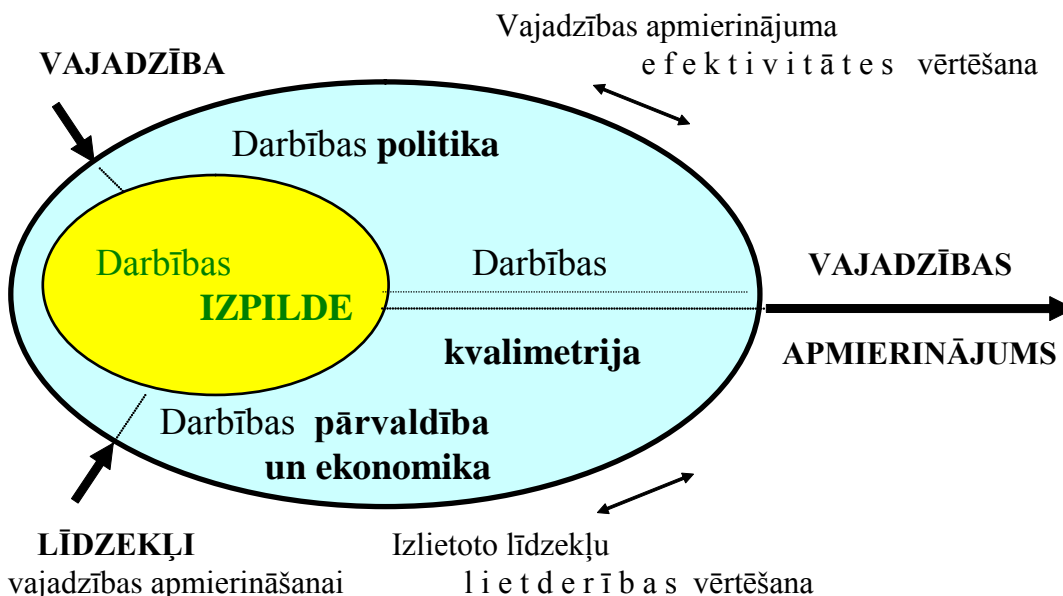 Vajadzības apmierinājuma
e f e k t i v i t ā t e s vērtēšana
VAJADZĪBA
Darbības politika
Darbības
IZPILDE
Darbības
kvalimetrija
VAJADZĪBAS
APMIERINĀJUMS
Darbības pārvaldība
un ekonomika
LĪDZEKĻI
vajadzības apmierināšanai
Izlietoto līdzekļu
l i e t d e r ī b a s vērtēšana